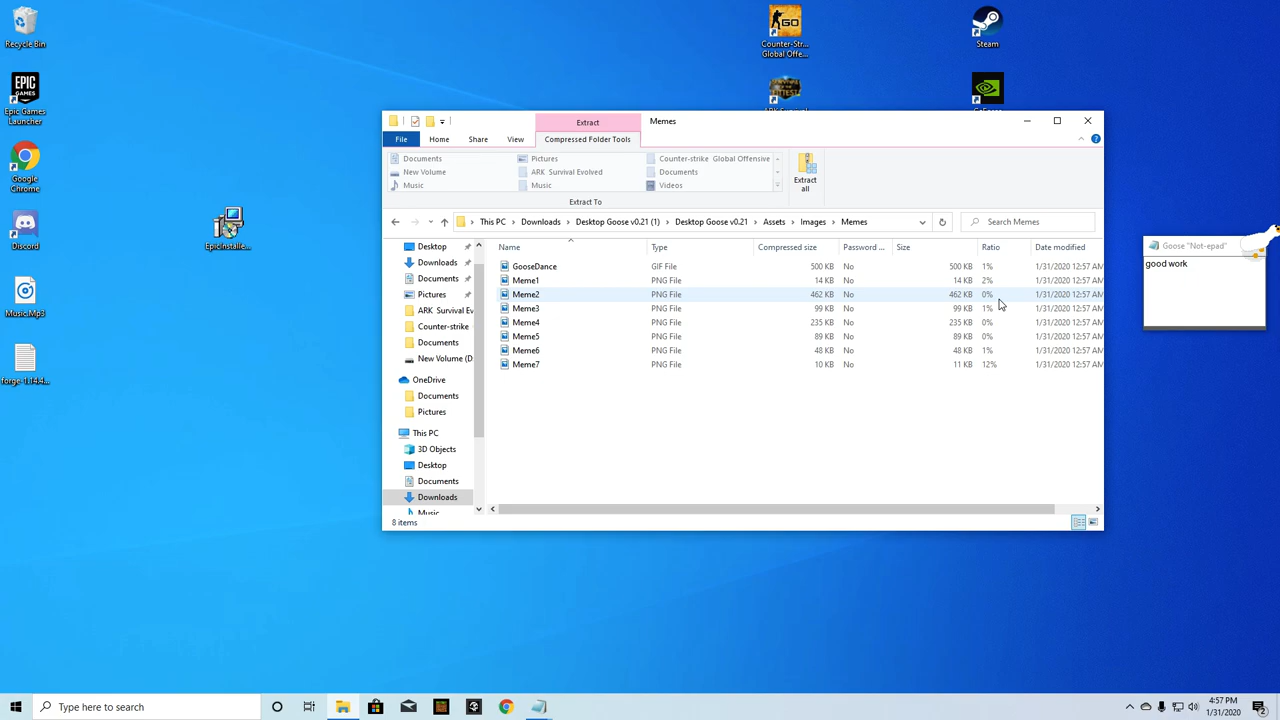 Recycle Bin
Epic Games
Launcher
Google
Chrome
Discord
Music.Mp3
forge-1.14.4...
EpicInstalle...
Counter-Str...
Global Offe...
Steam
Extract
Memes
File
Home
Share
View
Compressed Folder Tools
Documents
Pictures
Counter-strike Global Offensive
New Volume
ARK Survival Evolved
Documents
Music
Music
Videos
Extract
all
Extract To
This PC
Downloads
Desktop Goose v0.21 (1)
Desktop Goose v0.21
Assets
Images
Memes
Search Memes
Name
Type
Compressed size
Password ...
Size
Ratio
Date modified
GooseDance GIF File 500 KB No 500 KB 1% 1/31/2020 12:57 AM
Meme1 PNG File 14 KB No 14 KB 2% 1/31/2020 12:57 AM
Meme2 PNG File 462 KB No 462 KB 0% 1/31/2020 12:57 AM
Meme3 PNG File 99 KB No 99 KB 1% 1/31/2020 12:57 AM
Meme4 PNG File 235 KB No 235 KB 0% 1/31/2020 12:57 AM
Meme5 PNG File 89 KB No 89 KB 0% 1/31/2020 12:57 AM
Meme6 PNG File 48 KB No 48 KB 1% 1/31/2020 12:57 AM
Meme7 PNG File 10 KB No 11 KB 12% 1/31/2020 12:57 AM
Desktop
Downloads
Documents
Pictures
ARK Survival Ev
Counter-strike
Documents
New Volume (D
OneDrive
Documents
Pictures
This PC
3D Objects
Desktop
Documents
Downloads
Music
8 items
Goose "Not-epad"
good work
Type here to search
4:57 PM
1/31/2020
2